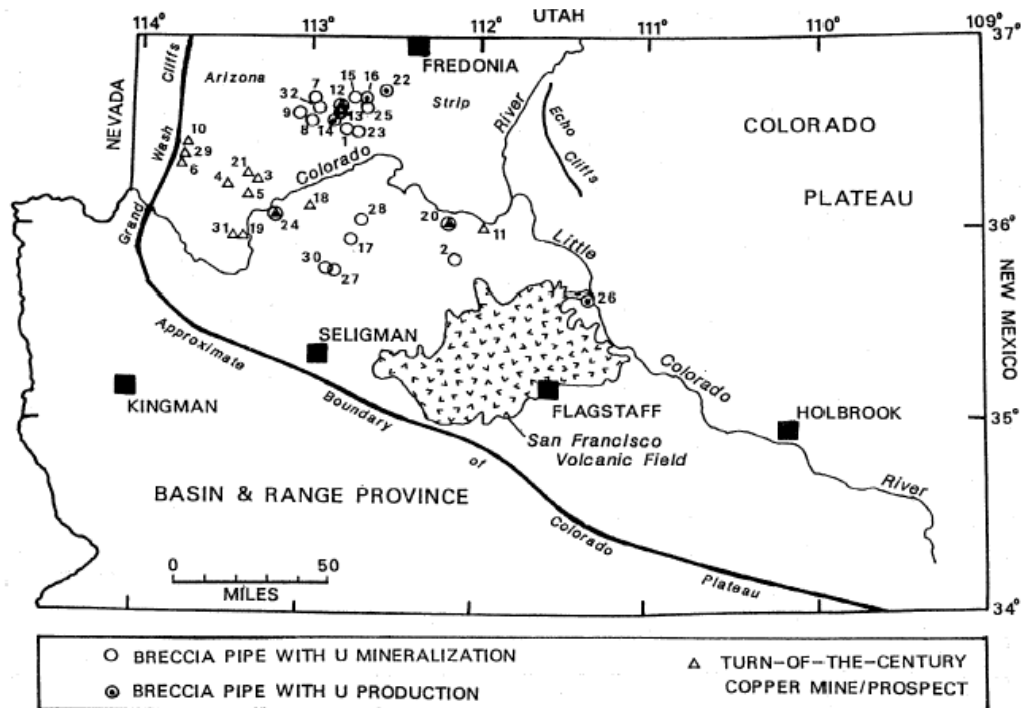 UTAH
114°
113°
112°
111°
110°
109°
37°
NEVADA
Cliffs
Wash
Grand
Arizona
Strip
FREDONIA
River
Echo
Cliffs
COLORADO
PLATEAU
7
15
16
22
12
32
9
8
14
13
25
1
23
10
29
6
21
4
3
5
Colorado
18
24
31
19
28
17
20
11
2
30
27
36°
Little
26
NEW MEXICO
Approximate
SELIGMAN
KINGMAN
Boundary
FLAGSTAFF
Colorado
HOLBROOK
35°
San Francisco
Volcanic Field
of
River
BASIN & RANGE PROVINCE
Colorado
Plateau
0 50
MILES
34°
114°
113°
112°
111°
110°
BRECCIA PIPE WITH U MINERALIZATION
BRECCIA PIPE WITH U PRODUCTION
TURN-OF-THE-CENTURY
COPPER MINE/PROSPECT